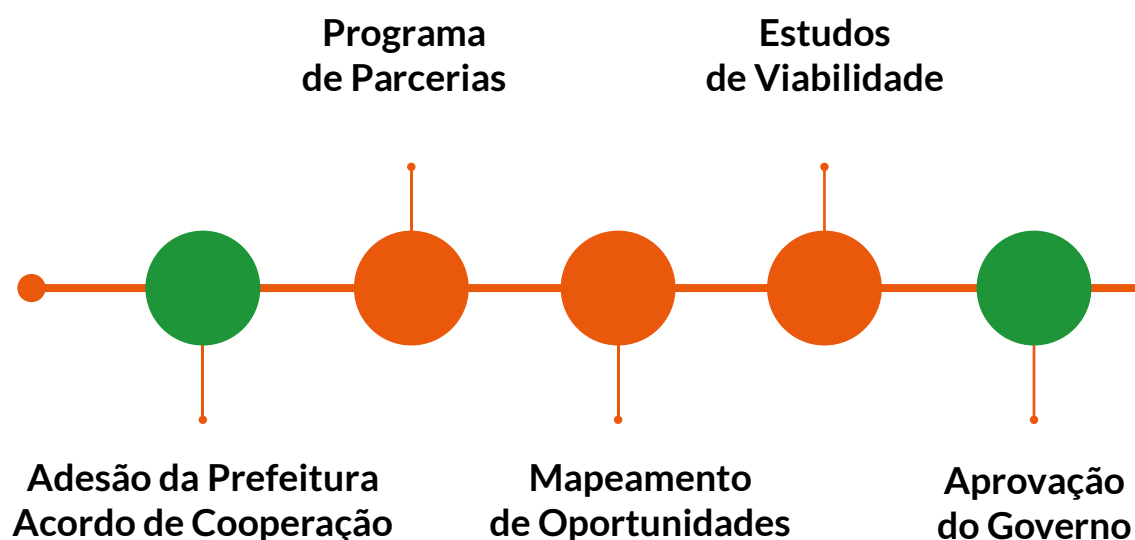 Programa
de Parcerias
Estudos
de Viabilidade
Adesão da Prefeitura
Acordo de Cooperação
Mapeamento
de Oportunidades
Aprovação
do Governo